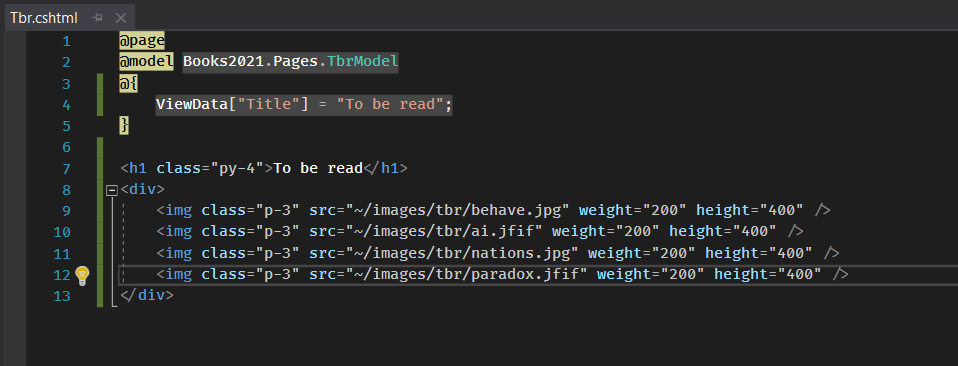 Tbr.cshtml
1 @page
2 @model Books2021.Pages.TbrModel
3 @{
4 ViewData["Title"] = "To be read";
5 }
6
7 <h1 class="py-4">To be read</h1>
8 <div>
9 <img class="p-3" src="~/images/tbr/behave.jpg" weight="200" height="400" />
10 <img class="p-3" src="~/images/tbr/ai.jfif" weight="200" height="400" />
11 <img class="p-3" src="~/images/tbr/nations.jpg" weight="200" height="400" />
12 <img class="p-3" src="~/images/tbr/paradox.jfif" weight="200" height="400" />
13 </div>